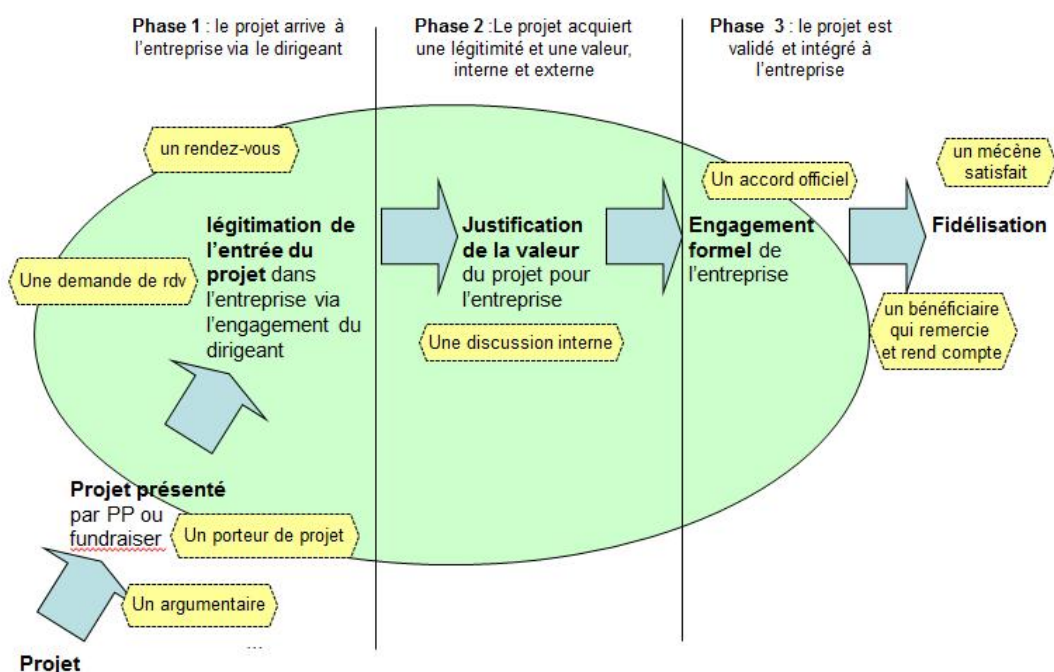 Phase 1 : le projet arrive à
l’entreprise via le dirigeant
Phase 2 :Le projet acquiert
une légitimité et une valeur,
interne et externe
Phase 3 : le projet est
validé et intégré à
l’entreprise
un rendez-vous
Une demande de rdv
légitimation de
l’entrée du
projet dans
l’entreprise via
l’engagement du
dirigeant
Justification
de la valeur
du projet pour
l’entreprise
Une discussion interne
Un accord officiel
Engagement
formel de
l’entreprise
un mécène
satisfait
Fidélisation
un bénéficiaire
qui remercie
et rend compte
Projet présenté
par PP ou
fundraiser
Un porteur de projet
Un argumentaire
...
Projet